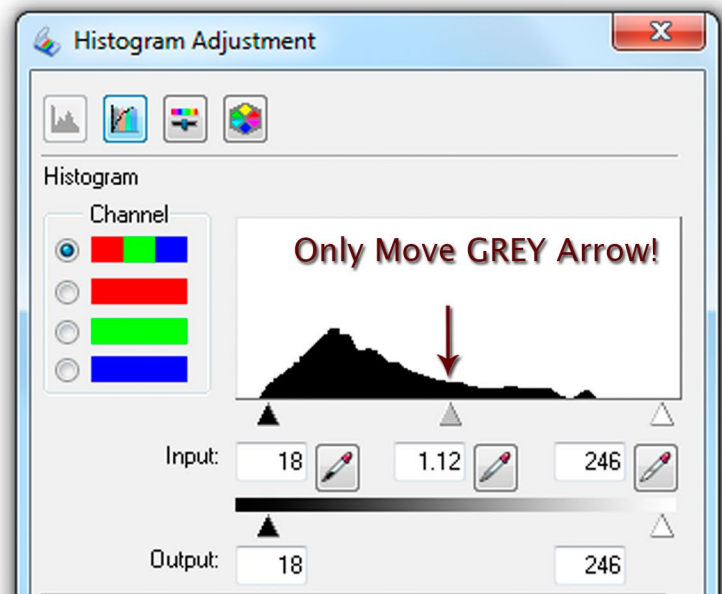 Histogram Adjustment
Histogram
Channel
Only Move GREY Arrow!
Input: 18 1.12 246
Output: 18 246